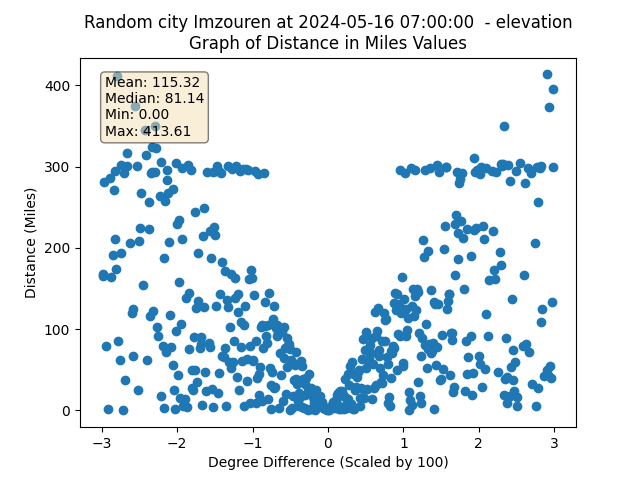 Random city Imzouren at 2024-05-16 07:00:00  - elevation
Graph of Distance in Miles Values
Mean: 115.32
Median: 81.14
Min: 0.00
Max: 413.61
Distance (Miles)
400
300
200
100
0
−3 −2 −1 0 1 2 3
Degree Difference (Scaled by 100)